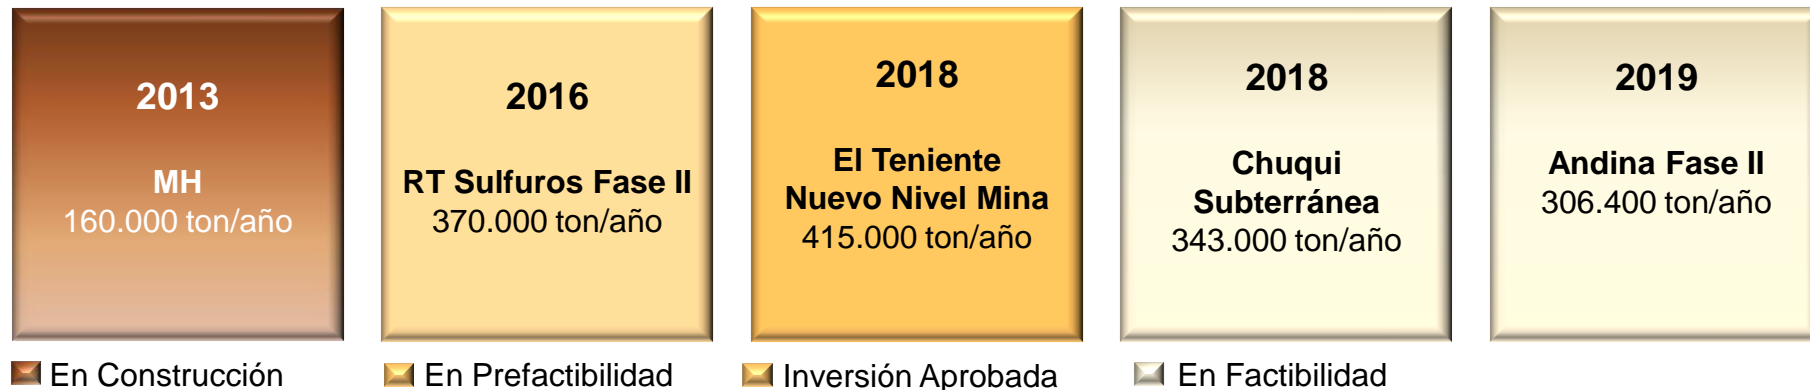 2013
MH
160.000 ton/año
2016
RT Sulfuros Fase II
370.000 ton/año
2018
El Teniente
Nuevo Nivel Mina
415.000 ton/año
2018
Chuqui
Subterránea
343.000 ton/año
2019
Andina Fase II
306.400 ton/año
En Construcción
En Prefactibilidad
Inversión Aprobada
En Factibilidad